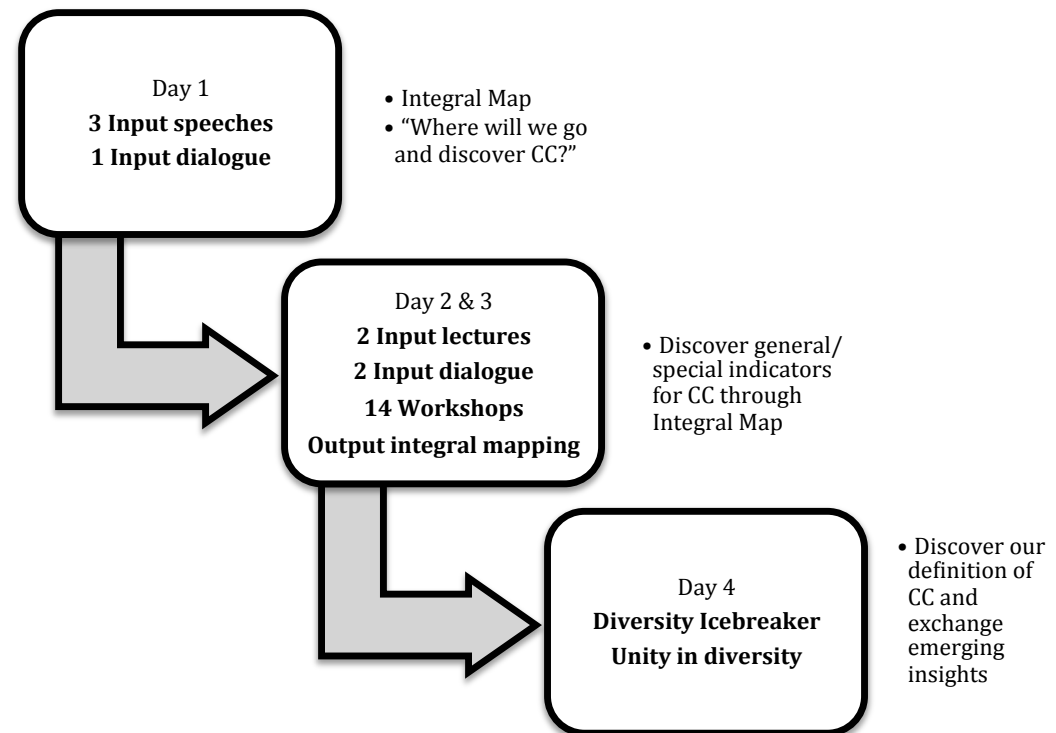 Day 1
3 Input speeches
1 Input dialogue
• Integral Map
• “Where will we go
and discover CC?”
Day 2 & 3
2 Input lectures
2 Input dialogue
14 Workshops
Output integral mapping
• Discover general/
special indicators
for CC through
Integral Map
Day 4
Diversity Icebreaker
Unity in diversity
• Discover our
definition of
CC and
exchange
emerging
insights